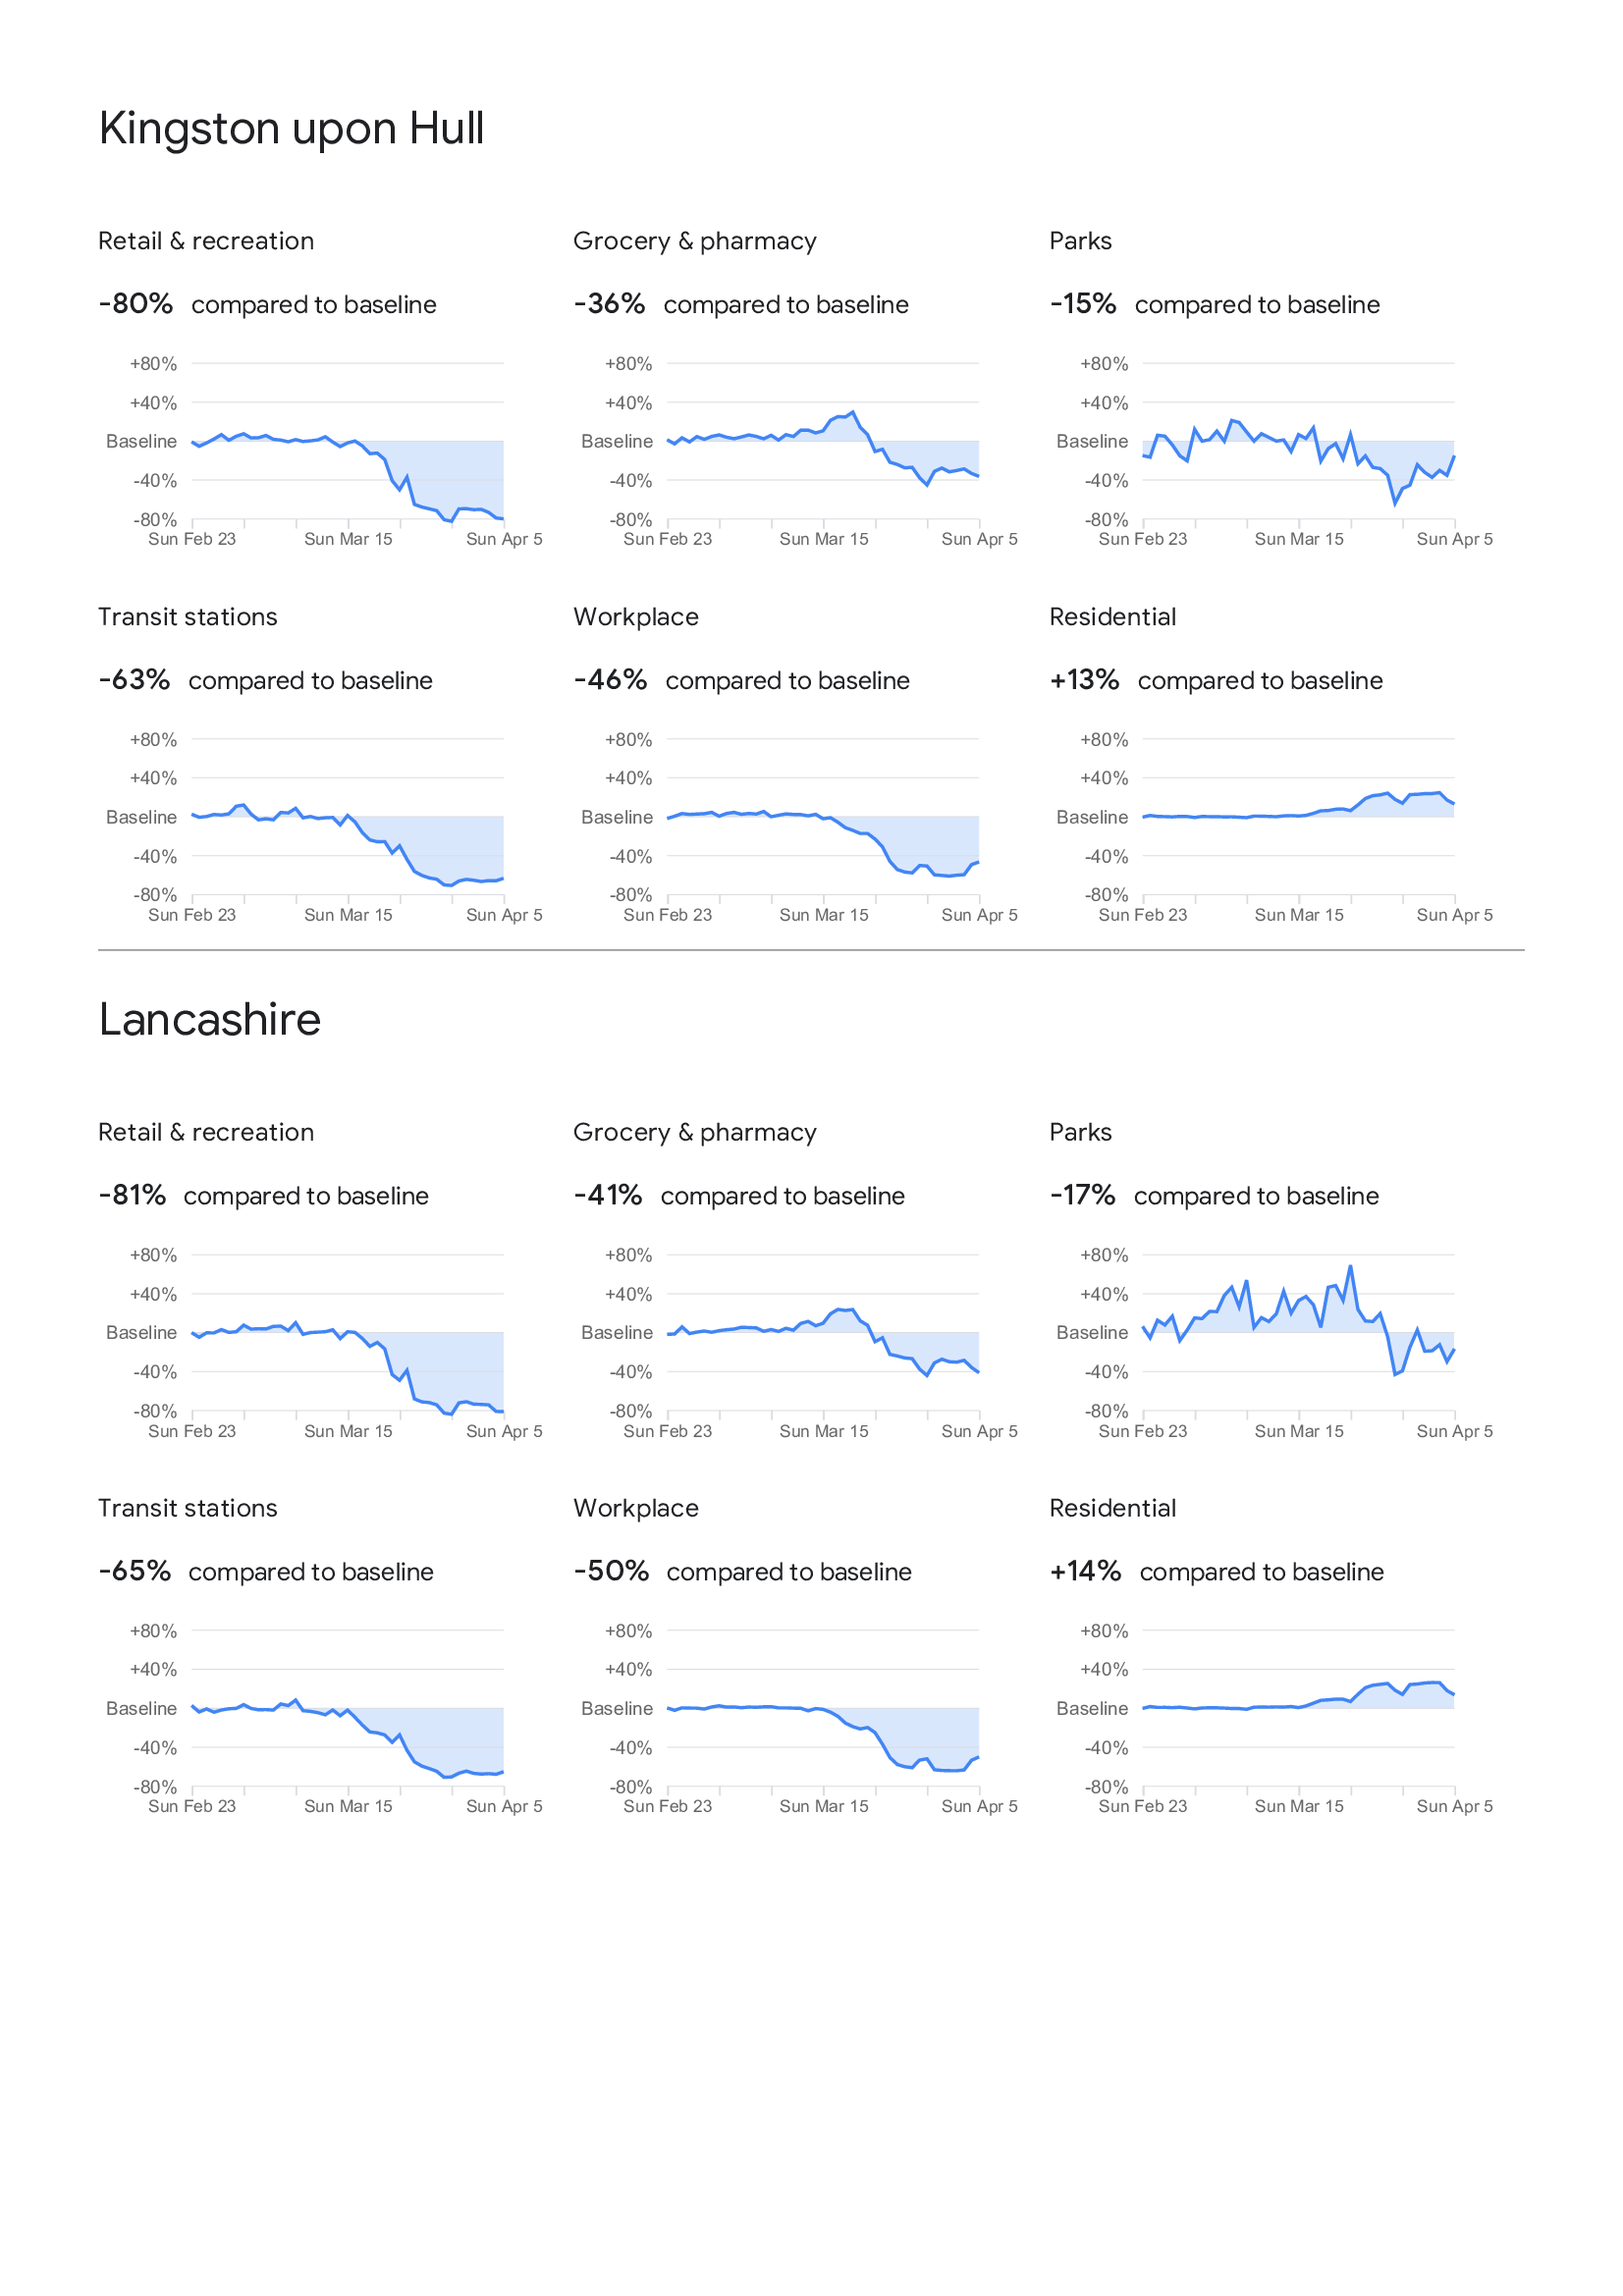 Kingston upon Hull
Retail & recreation
-80% compared to baseline
+80%
+40%
Baseline
-40%
-80%
Sun Feb 23 Sun Mar 15 Sun Apr 5
Grocery & pharmacy
-36% compared to baseline
+80%
+40%
Baseline
-40%
-80%
Sun Feb 23 Sun Mar 15 Sun Apr 5
Parks
-15% compared to baseline
+80%
+40%
Baseline
-40%
-80%
Sun Feb 23 Sun Mar 15 Sun Apr 5
Transit stations
-63% compared to baseline
+80%
+40%
Baseline
-40%
-80%
Sun Feb 23 Sun Mar 15 Sun Apr 5
Workplace
-46% compared to baseline
+80%
+40%
Baseline
-40%
-80%
Sun Feb 23 Sun Mar 15 Sun Apr 5
Residential
+13% compared to baseline
+80%
+40%
Baseline
-40%
-80%
Sun Feb 23 Sun Mar 15 Sun Apr 5
Lancashire
Retail & recreation
-81% compared to baseline
+80%
+40%
Baseline
-40%
-80%
Sun Feb 23 Sun Mar 15 Sun Apr 5
Grocery & pharmacy
-41% compared to baseline
+80%
+40%
Baseline
-40%
-80%
Sun Feb 23 Sun Mar 15 Sun Apr 5
Parks
-17% compared to baseline
+80%
+40%
Baseline
-40%
-80%
Sun Feb 23 Sun Mar 15 Sun Apr 5
Transit stations
-65% compared to baseline
+80%
+40%
Baseline
-40%
-80%
Sun Feb 23 Sun Mar 15 Sun Apr 5
Workplace
-50% compared to baseline
+80%
+40%
Baseline
-40%
-80%
Sun Feb 23 Sun Mar 15 Sun Apr 5
Residential
+14% compared to baseline
+80%
+40%
Baseline
-40%
-80%
Sun Feb 23 Sun Mar 15 Sun Apr 5